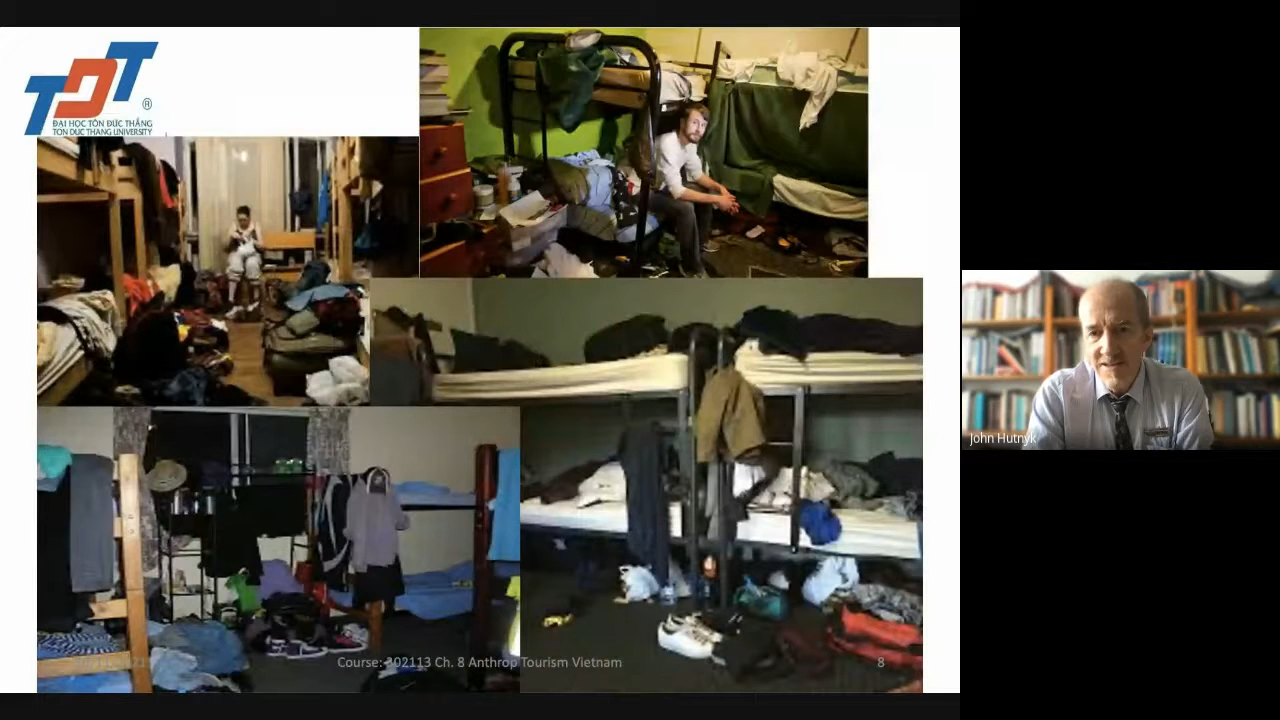 TDT
®
ĐẠI HỌC TÔN ĐỨC THẮNG
TON DUC THANG UNIVERSITY
John Hutnyk
Course: 302113 Ch. 8 Anthrop Tourism Vietnam
8